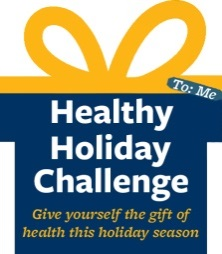 To: Me
Healthy
Holiday
Challenge
Give yourself the gift of
health this holiday season